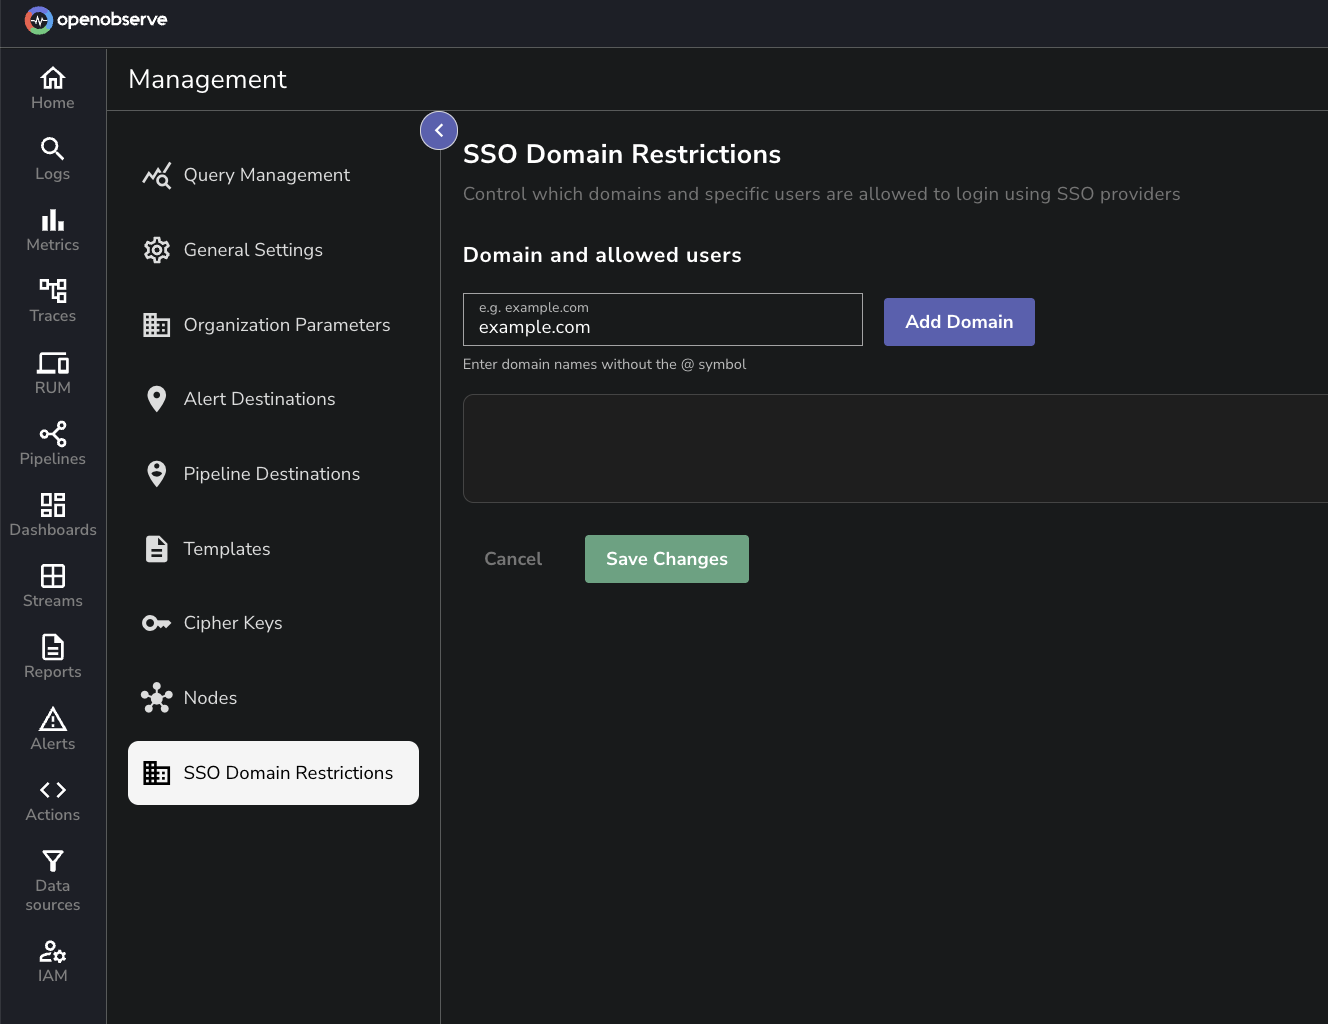 openobserve
Home
Logs
Metrics
Traces
RUM
Pipelines
Dashboards
Streams
Reports
Alerts
Actions
Data
sources
IAM
Management
Query Management
General Settings
Organization Parameters
Alert Destinations
Pipeline Destinations
Templates
Cipher Keys
Nodes
SSO Domain Restrictions
SSO Domain Restrictions
Control which domains and specific users are allowed to login using SSO providers
Domain and allowed users
e.g. example.com
example.com
Add Domain
Enter domain names without the @ symbol
Cancel
Save Changes